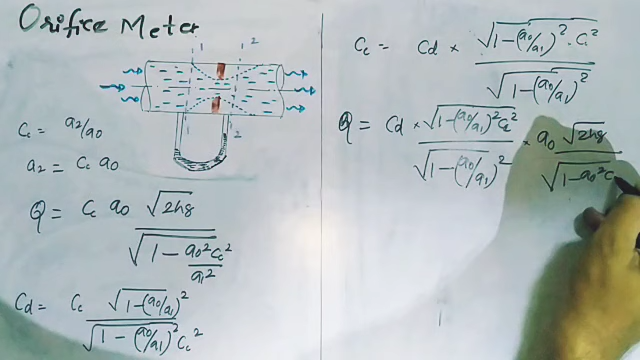 Orifice Meter
1 2
1 2
Cc = a2/a0
a2 = Cc a0
Q = Cc a0 √2hg / √1 - a0²Cc²/a1²
Cd = Cc √1-(a0/a1)² / √1 - (a0/a1)² Cc²
Cc = Cd × √1-(a0/a1)². Cc² / √1-(a0/a1)²
Q = Cd × √1-(a0/a1)²Cc² / √1-(a0/a1)² × a0 √2hg / √1-a0²C